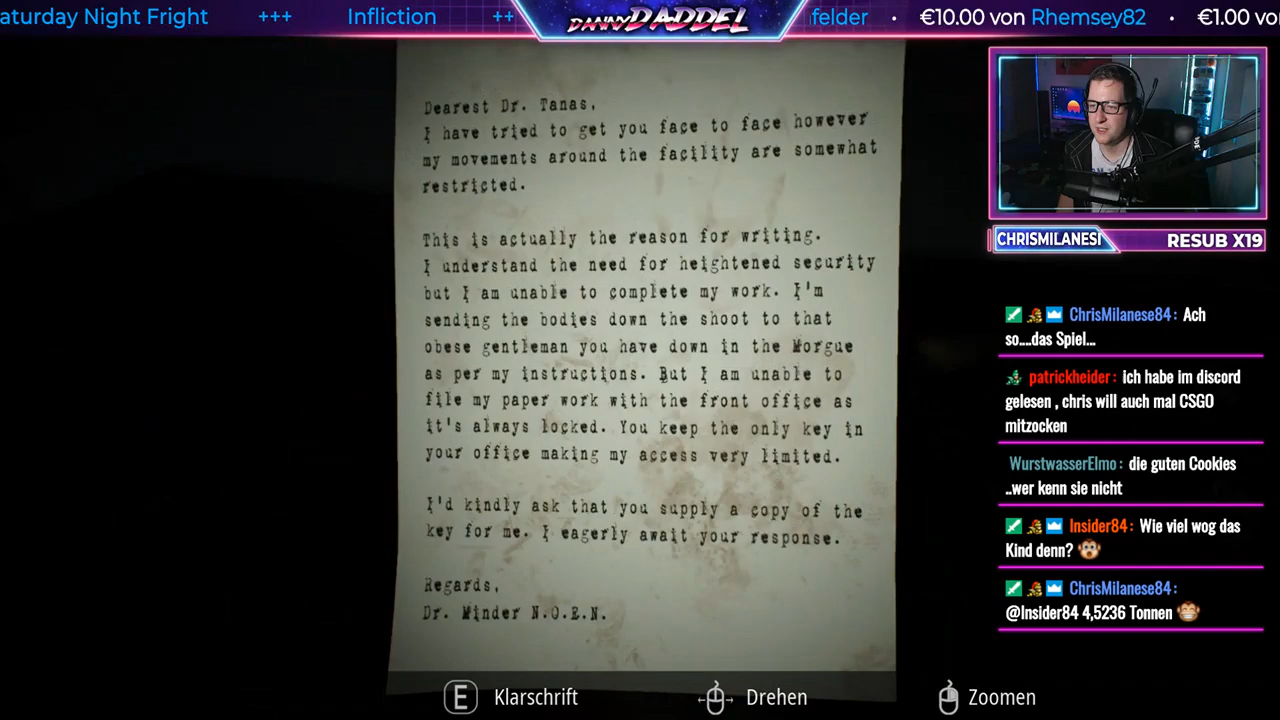 aturday Night Fright +++ Infliction ++
DANNY DADDEL
felder • €10.00 von Rhemsey82 • €1.00 vo
Dearest Dr. Tanas,
I have tried to get you face to face however
my movements around the facility are somewhat
restricted.
This is actually the reason for writing.
I understand the need for heightened security
but I am unable to complete my work. I'm
sending the bodies down the shoot to that
obese gentleman you have down in the Morgue
as per my instructions. But I am unable to
file my paper work with the front office as
it's always locked. You keep the only key in
your office making my access very limited.
I'd kindly ask that you supply a copy of the
key for me. I eagerly await your response.
Regards,
Dr. Minder N.O.E.N.
E Klarschrift Drehen Zoomen
CHRISMILANESI RESUB X19
ChrisMilanese84: Ach
so....das Spiel...
patrickheider: ich habe im discord
gelesen , chris will auch mal CSGO
mitzocken
WurstwasserElmo: die guten Cookies
..wer kenn sie nicht
Insider84: Wie viel wog das
Kind denn?
ChrisMilanese84:
@Insider84 4,5236 Tonnen